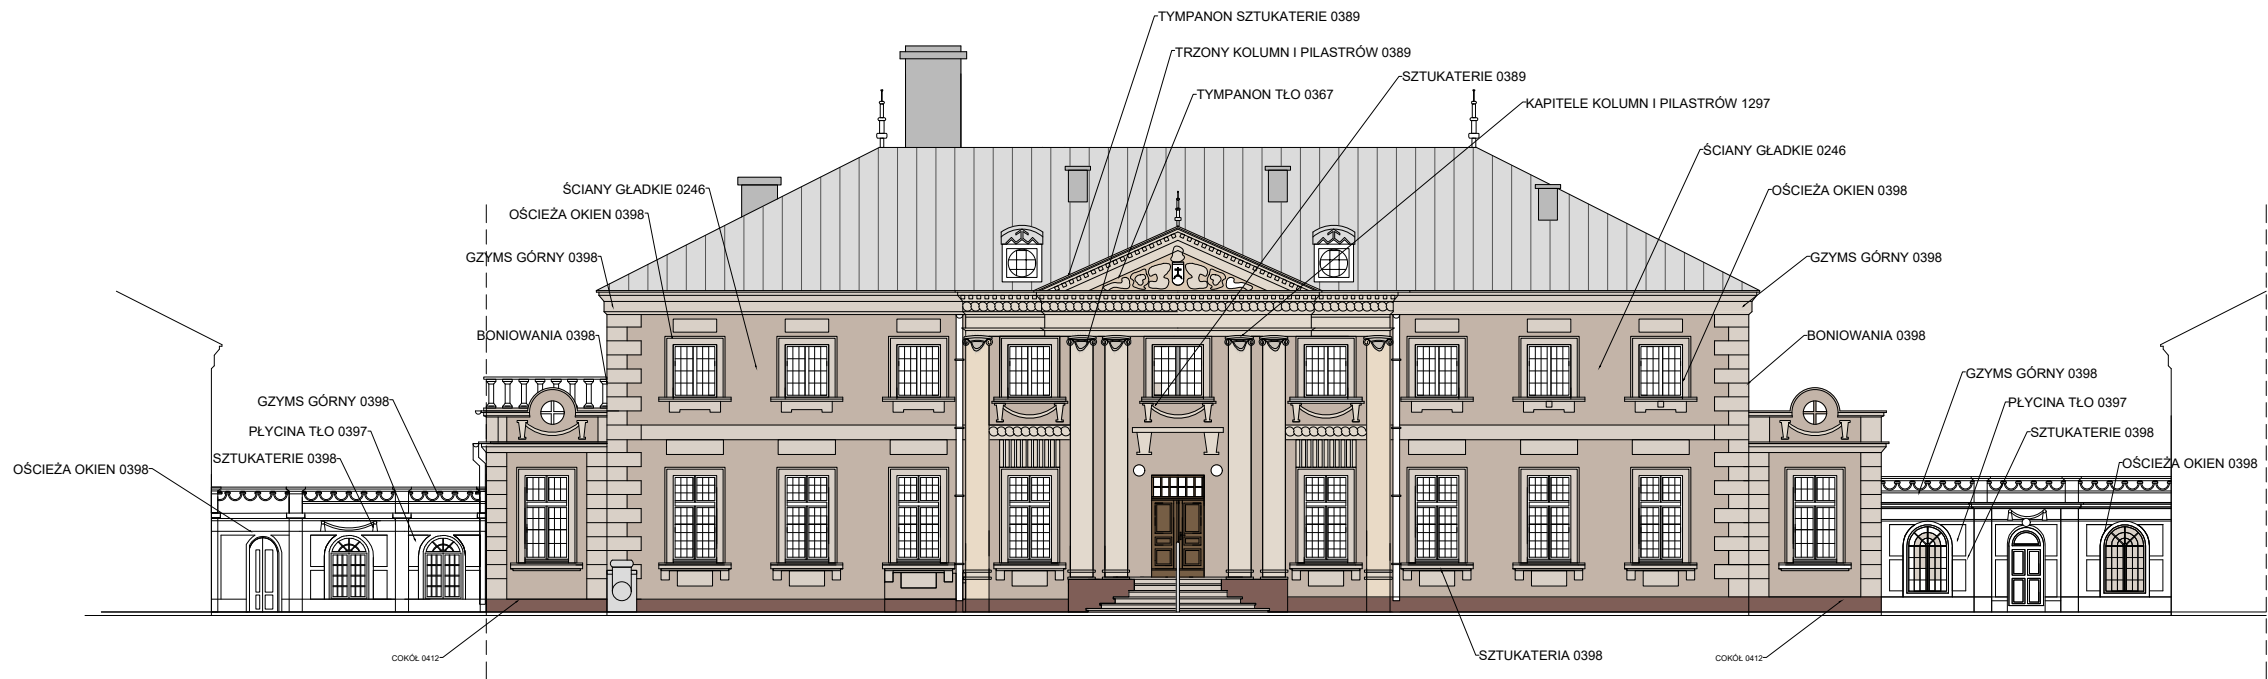 TYMPANON SZTUKATERIE 0389
TRZONY KOLUMN I PILASTRÓW 0389
SZTUKATERIE 0389
TYMPANON TŁO 0367
KAPITELE KOLUMN I PILASTRÓW 1297
ŚCIANY GŁADKIE 0246
ŚCIANY GŁADKIE 0246
OŚCIEŻA OKIEN 0398
OŚCIEŻA OKIEN 0398
GZYMS GÓRNY 0398
GZYMS GÓRNY 0398
BONIOWANIA 0398
BONIOWANIA 0398
GZYMS GÓRNY 0398
GZYMS GÓRNY 0398
PŁYCINA TŁO 0397
PŁYCINA TŁO 0397
SZTUKATERIE 0398
SZTUKATERIE 0398
OŚCIEŻA OKIEN 0398
OŚCIEŻA OKIEN 0398
COKÓŁ 0412
SZTUKATERIA 0398
COKÓŁ 0412